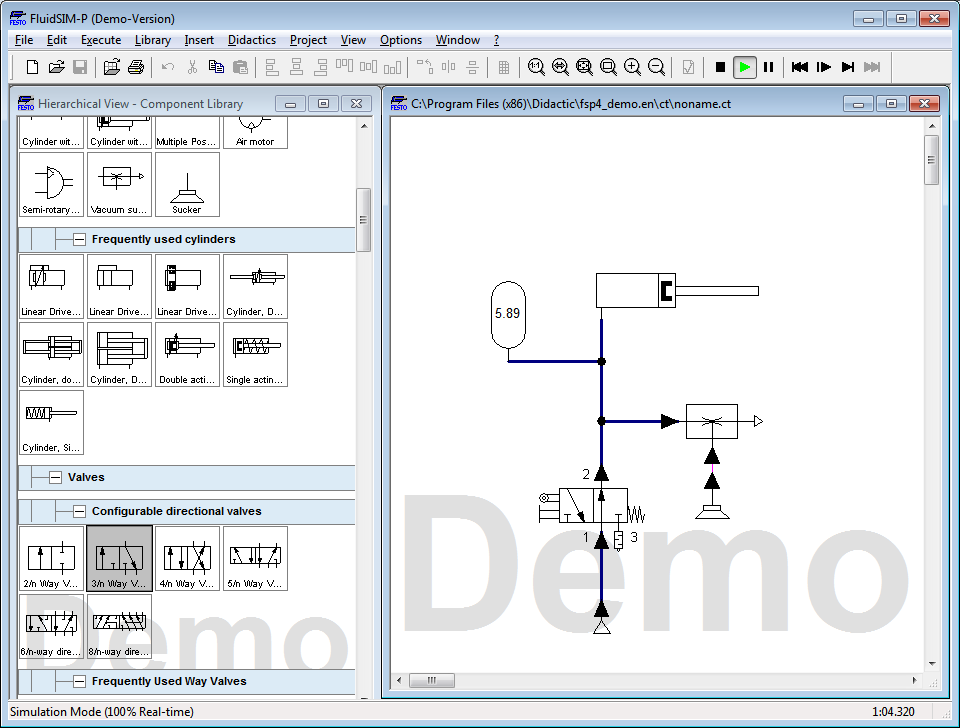 FluidSIM-P (Demo-Version)
File Edit Execute Library Insert Didactics Project View Options Window ?
FESTO Hierarchical View - Component Library
Cylinder wit... Cylinder wit... Multiple Pos... Air motor
Semi-rotary... Vacuum su... Sucker
Frequently used cylinders
Linear Drive... Linear Drive... Linear Drive... Cylinder, D...
Cylinder, do... Cylinder, D... Double acti... Single actin...
Cylinder, Si...
Valves
Configurable directional valves
2/n Way V... 3/n Way V... 4/n Way V... 5/n Way V...
6/n-way dire... 8/n-way dire...
Demo
Frequently Used Way Valves
FESTO C:\Program Files (x86)\Didactic\fsp4_demo.en\ct\noname.ct
5.89
2
1
3
Demo
Simulation Mode (100% Real-time)
1:04.320